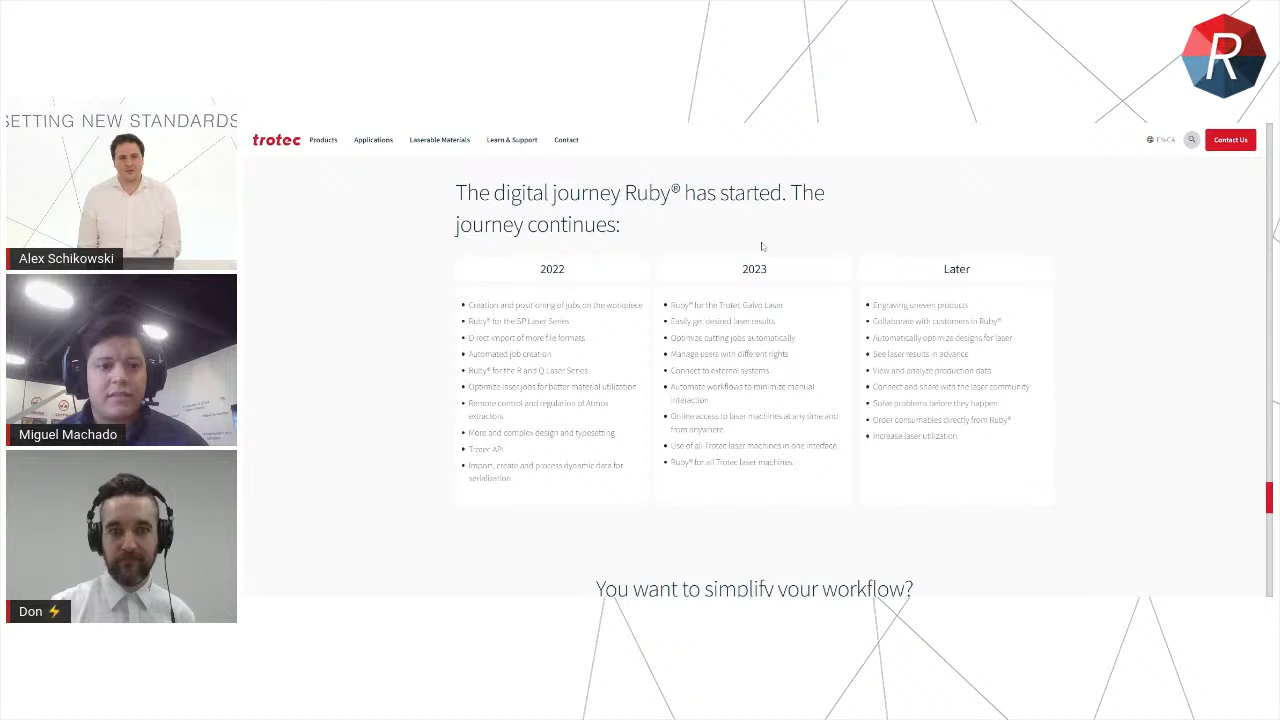 R
SETTING NEW STANDARDS
Alex Schikowski
Miguel Machado
Don ⚡
trotec Products Applications Laserable Materials Learn & Support Contact EN-CA Contact Us
The digital journey Ruby® has started. The
journey continues:
2022
• Creation and positioning of jobs on the workpiece
• Ruby® for the SP Laser Series
• Direct import of more file formats
• Automated job creation
• Ruby® for the R and Q Laser Series
• Optimize laser jobs for better material utilization
• Remote control and regulation of Atmos
extractors
• More and complex design and typesetting
• Trotec API
• Import, create and process dynamic data for
serialization
2023
• Ruby® for the Trotec Galvo Laser
• Easily get desired laser results
• Optimize cutting jobs automatically
• Manage users with different rights
• Connect to external systems
• Automate workflows to minimize manual
interaction
• Online access to laser machines at any time and
from anywhere
• Use of all Trotec laser machines in one interface
• Ruby® for all Trotec laser machines
Later
• Engraving uneven products
• Collaborate with customers in Ruby®
• Automatically optimize designs for laser
• See laser results in advance
• View and analyze production data
• Connect and share with the laser community
• Solve problems before they happen
• Order consumables directly from Ruby®
• Increase laser utilization
You want to simplify your workflow?